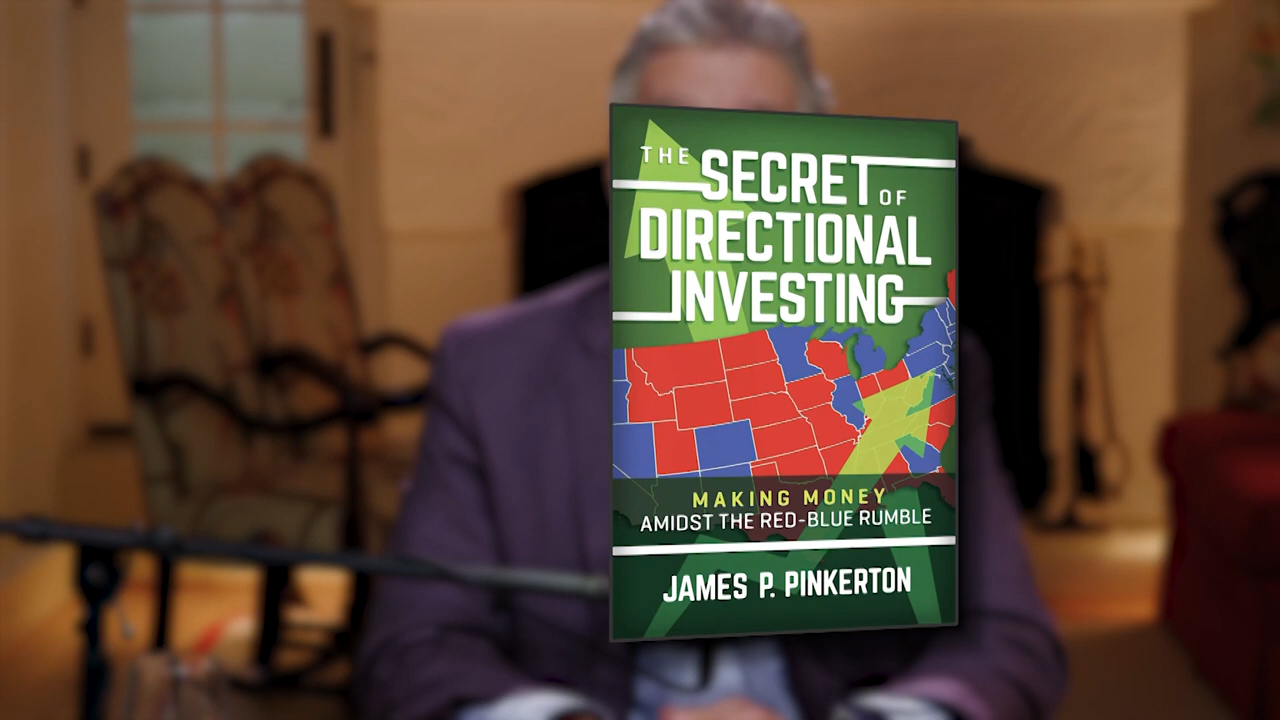 THE SECRET OF
DIRECTIONAL
INVESTING
MAKING MONEY
AMIDST THE RED-BLUE RUMBLE
JAMES P. PINKERTON